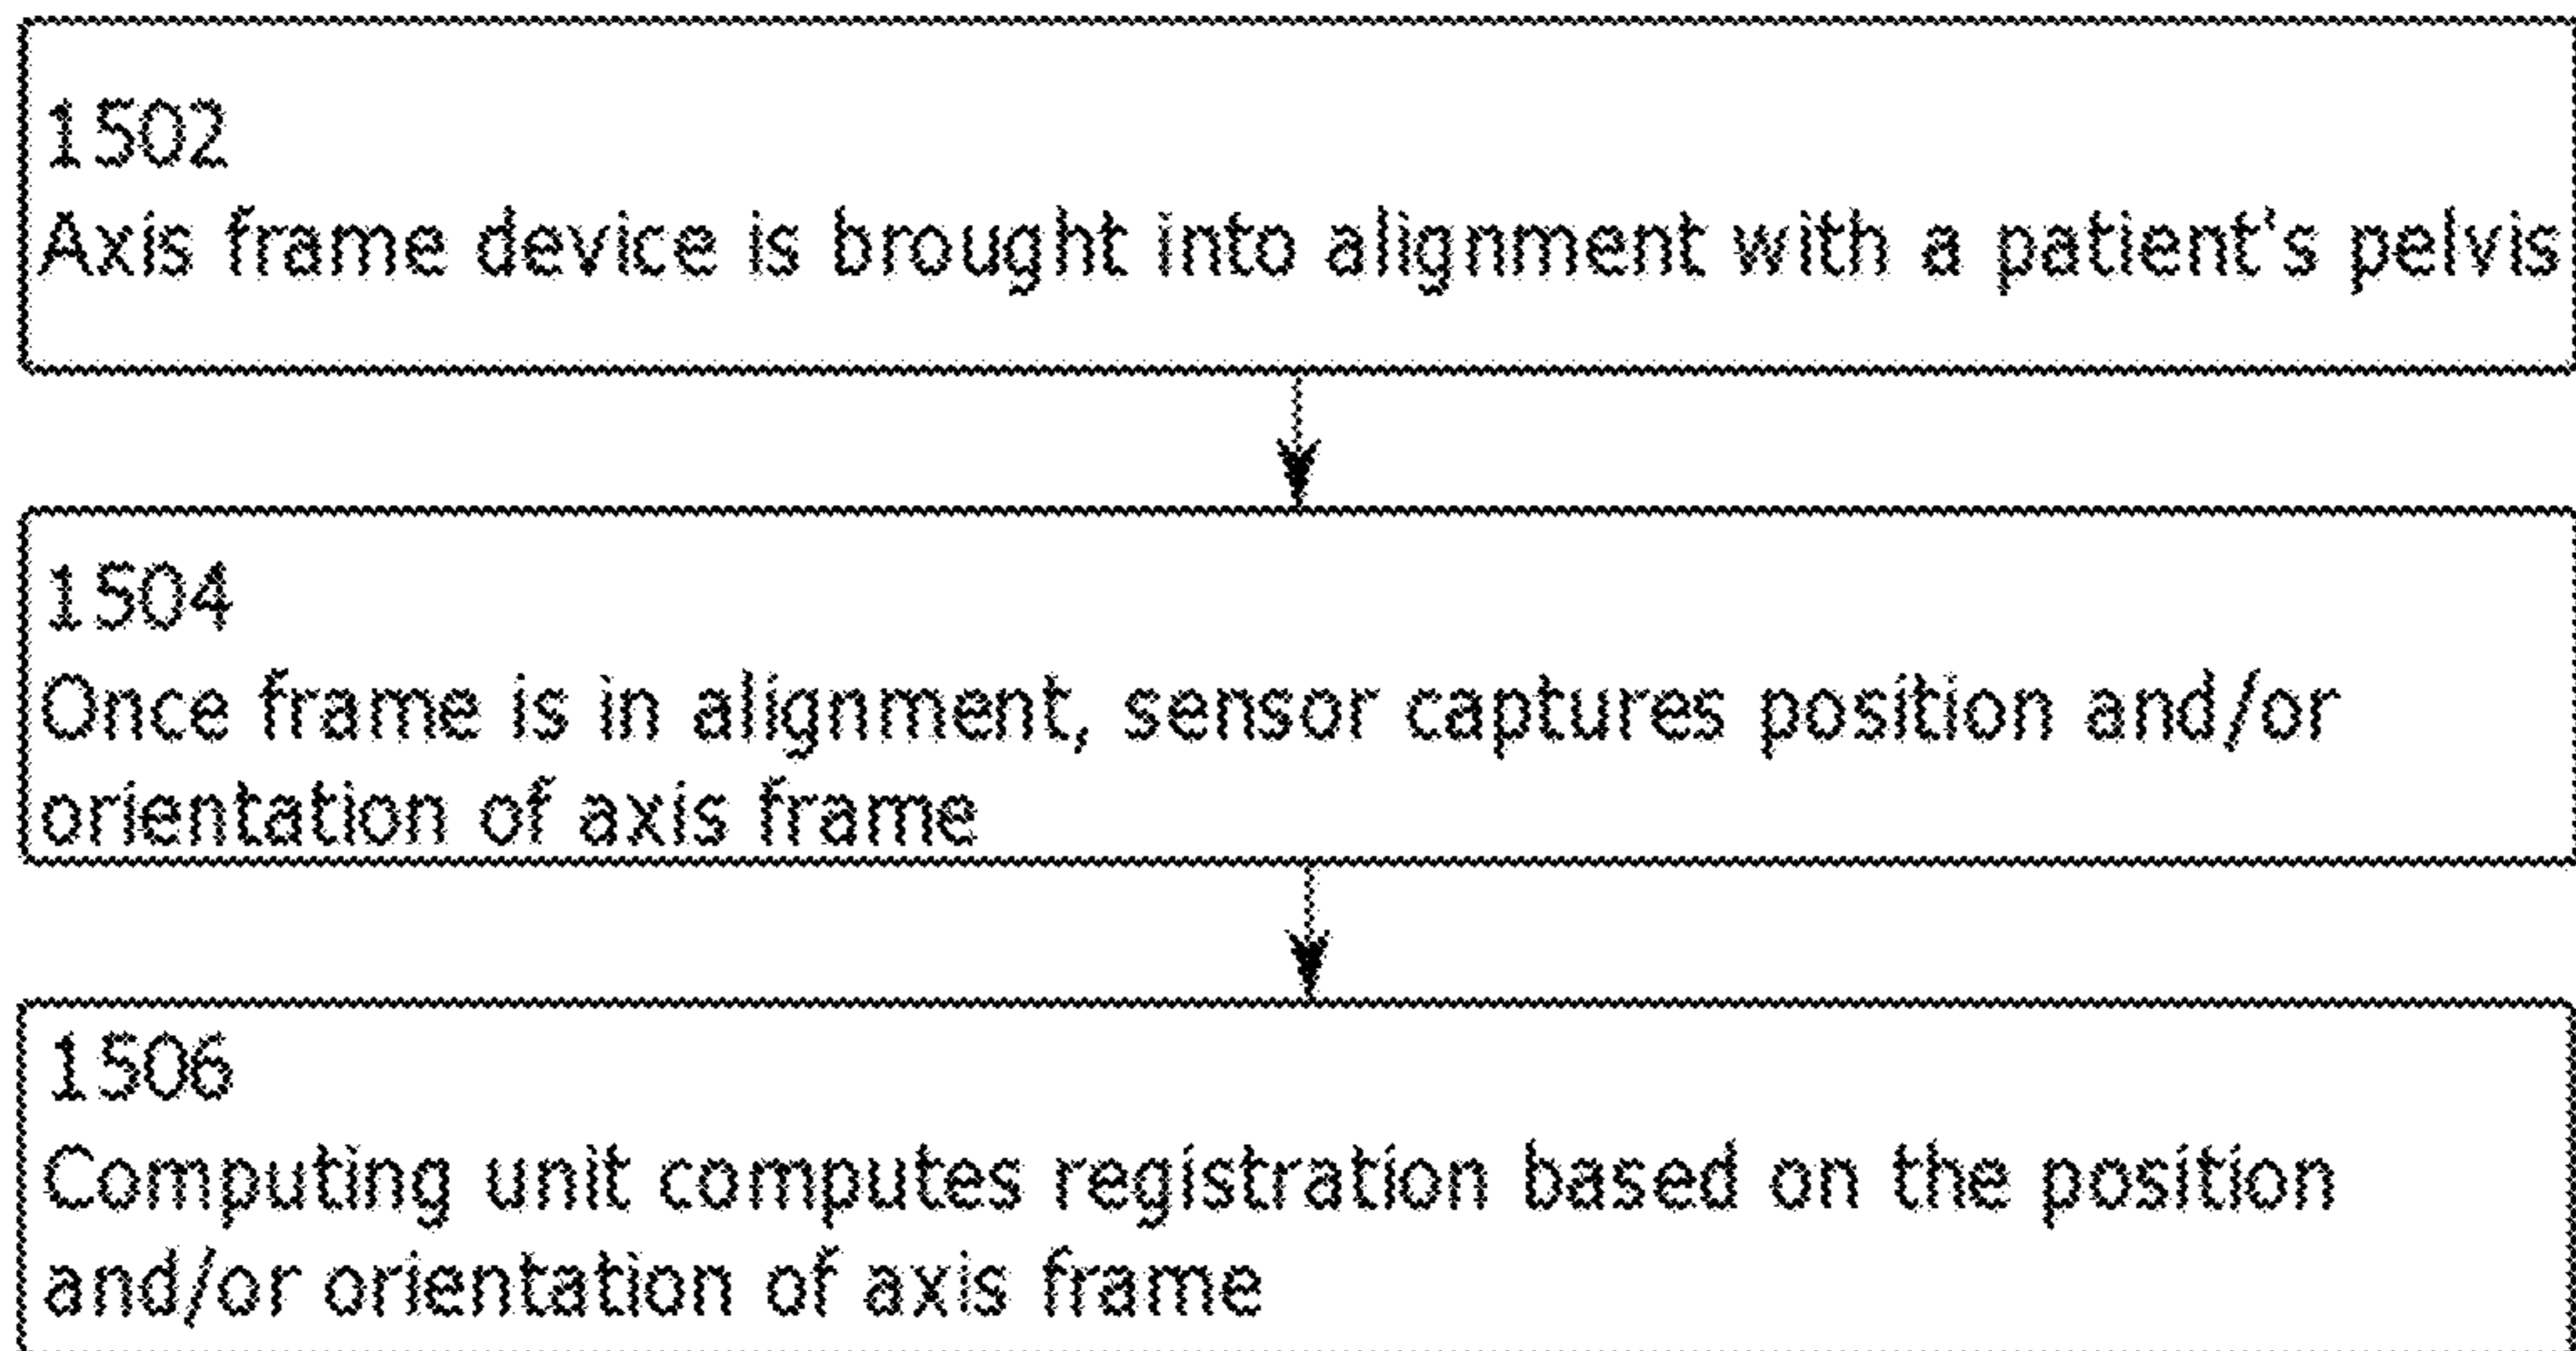 1502
Axis frame device is brought into alignment with a patient's pelvis
1504
Once frame is in alignment, sensor captures position and/or
orientation of axis frame
1506
Computing unit computes registration based on the position
and/or orientation of axis frame